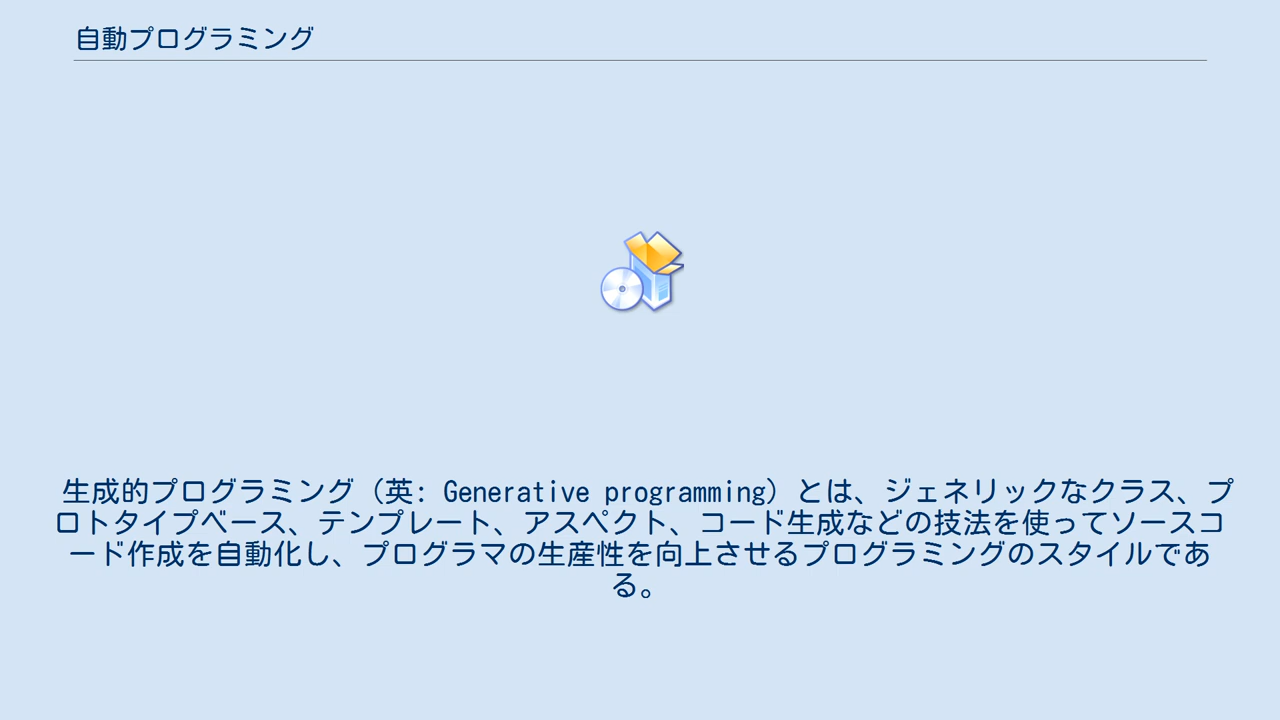 自動プログラミング
生成的プログラミング（英: Generative programming）とは、ジェネリックなクラス、プ
ロトタイプベース、テンプレート、アスペクト、コード生成などの技法を使ってソースコ
ード作成を自動化し、プログラマの生産性を向上させるプログラミングのスタイルであ
る。